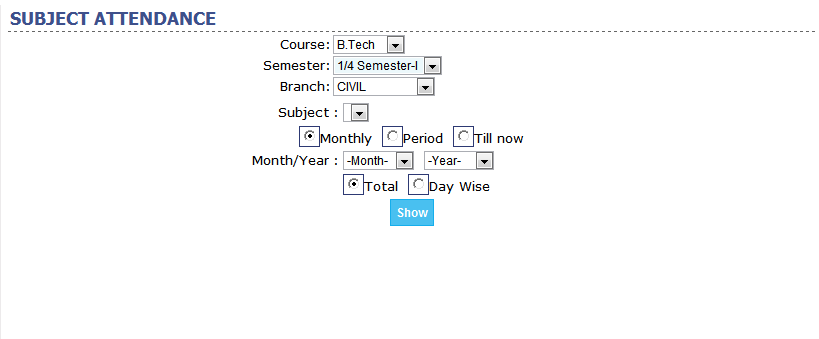 SUBJECT ATTENDANCE
Course: B.Tech
Semester: 1/4 Semester-I
Branch: CIVIL
Subject :
Monthly Period Till now
Month/Year : -Month- -Year-
Total Day Wise
Show